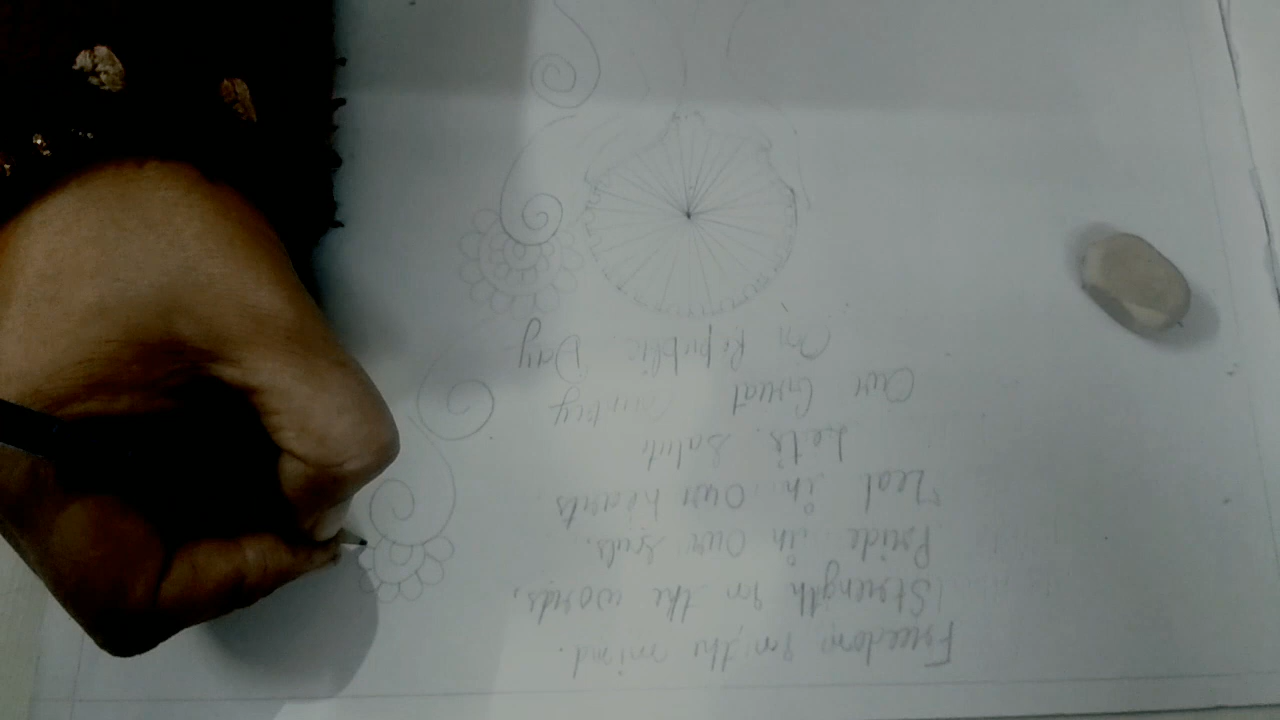 Freedom In the mind.
Strength In the words,
Pride in Our Souls.
Zeal in Our hearts
Let's Salute
Our Great Country
On Republic Day